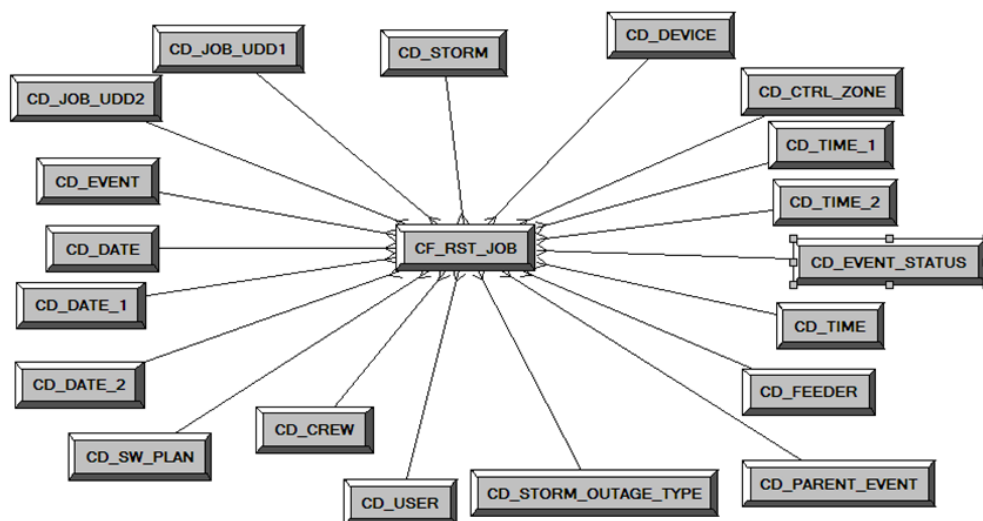 CD_JOB_UDD1
CD_STORM
CD_DEVICE
CD_JOB_UDD2
CD_CTRL_ZONE
CD_TIME_1
CD_EVENT
CD_TIME_2
CD_DATE
CF_RST_JOB
CD_EVENT_STATUS
CD_DATE_1
CD_TIME
CD_DATE_2
CD_FEEDER
CD_CREW
CD_SW_PLAN
CD_USER
CD_STORM_OUTAGE_TYPE
CD_PARENT_EVENT